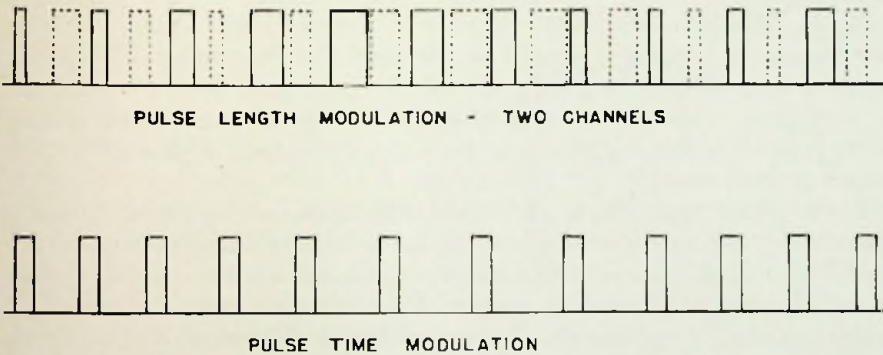 PULSE LENGTH MODULATION - TWO CHANNELS
PULSE TIME MODULATION